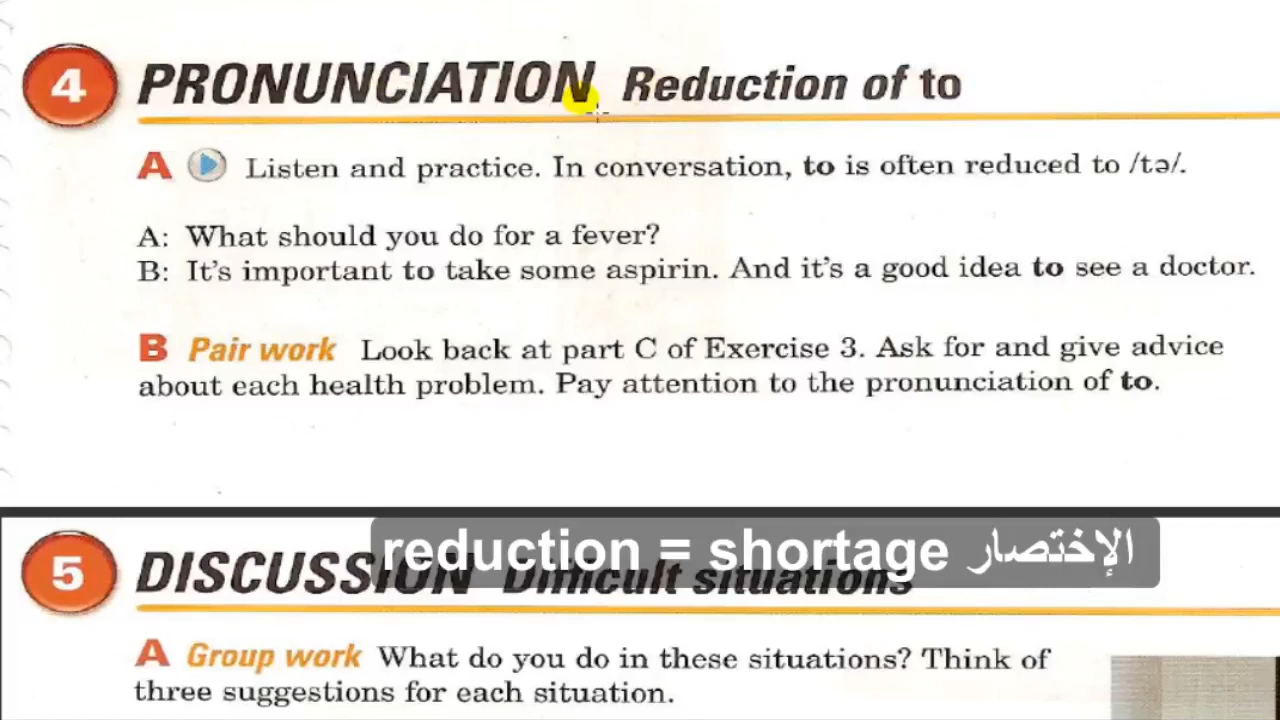 4 PRONUNCIATION Reduction of to
A Listen and practice. In conversation, to is often reduced to /tə/.
A: What should you do for a fever?
B: It's important to take some aspirin. And it's a good idea to see a doctor.
B Pair work Look back at part C of Exercise 3. Ask for and give advice
about each health problem. Pay attention to the pronunciation of to.
reduction = shortage الإختصار
5 DISCUSSION Difficult situations
A Group work What do you do in these situations? Think of
three suggestions for each situation.